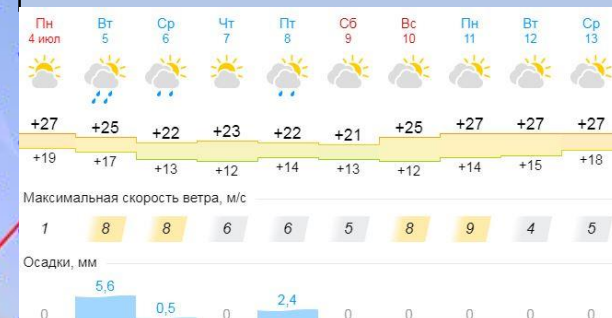 Пн Вт Ср Чт Пт Сб Вс Пн Вт Ср
4 июл 5 6 7 8 9 10 11 12 13
+27 +25 +22 +23 +22 +21 +25 +27 +27 +27
+19 +17 +13 +12 +14 +13 +12 +14 +15 +18
Максимальная скорость ветра, м/с
1 8 8 6 6 5 8 9 4 5
Осадки, мм
0 5,6 0,5 0 2,4 0 0 0 0 0